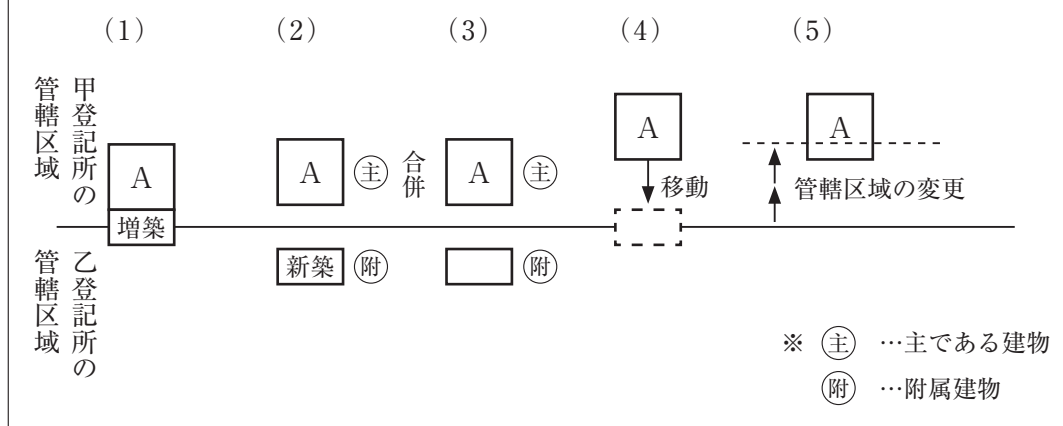 (1)
(2)
(3)
(4)
(5)
甲登記所の
管轄区域
乙登記所の
管轄区域
A
増築
A 主
新築 附
合併
A 主
附
A
移動
A
管轄区域の変更
※ 主 …主である建物
附 …附属建物